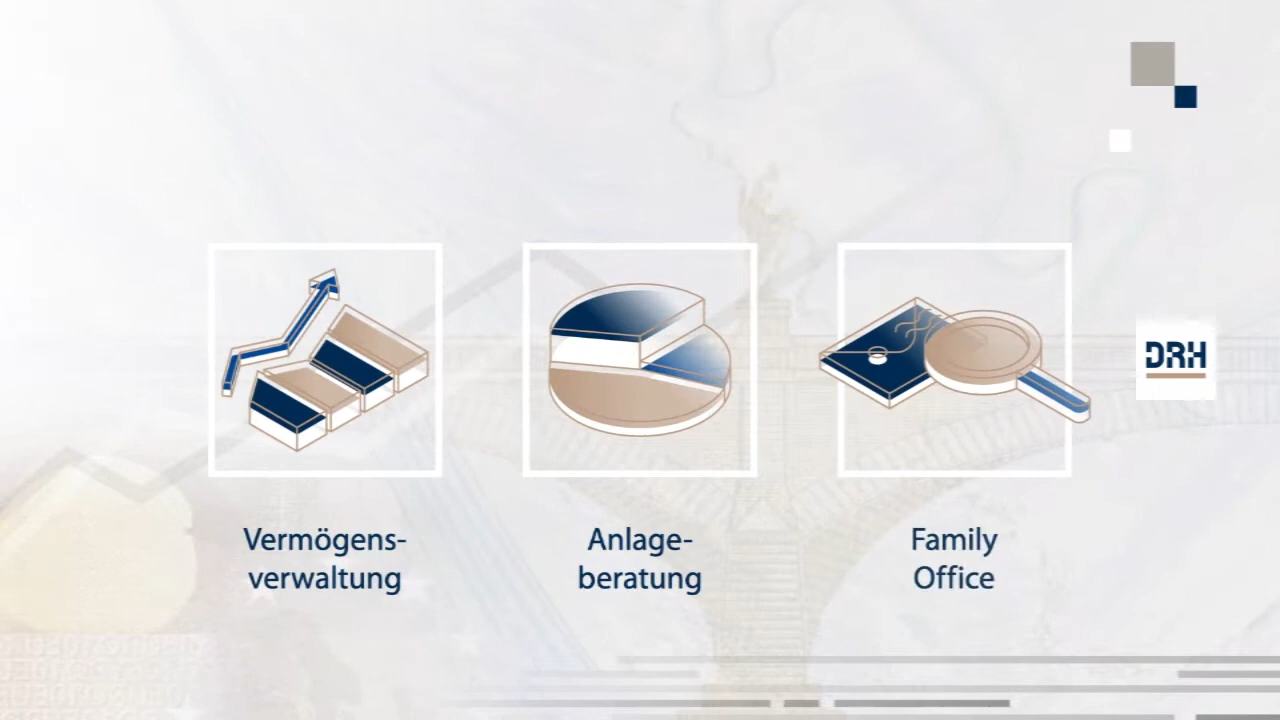 DRH
Vermögens-
verwaltung
Anlage-
beratung
Family
Office